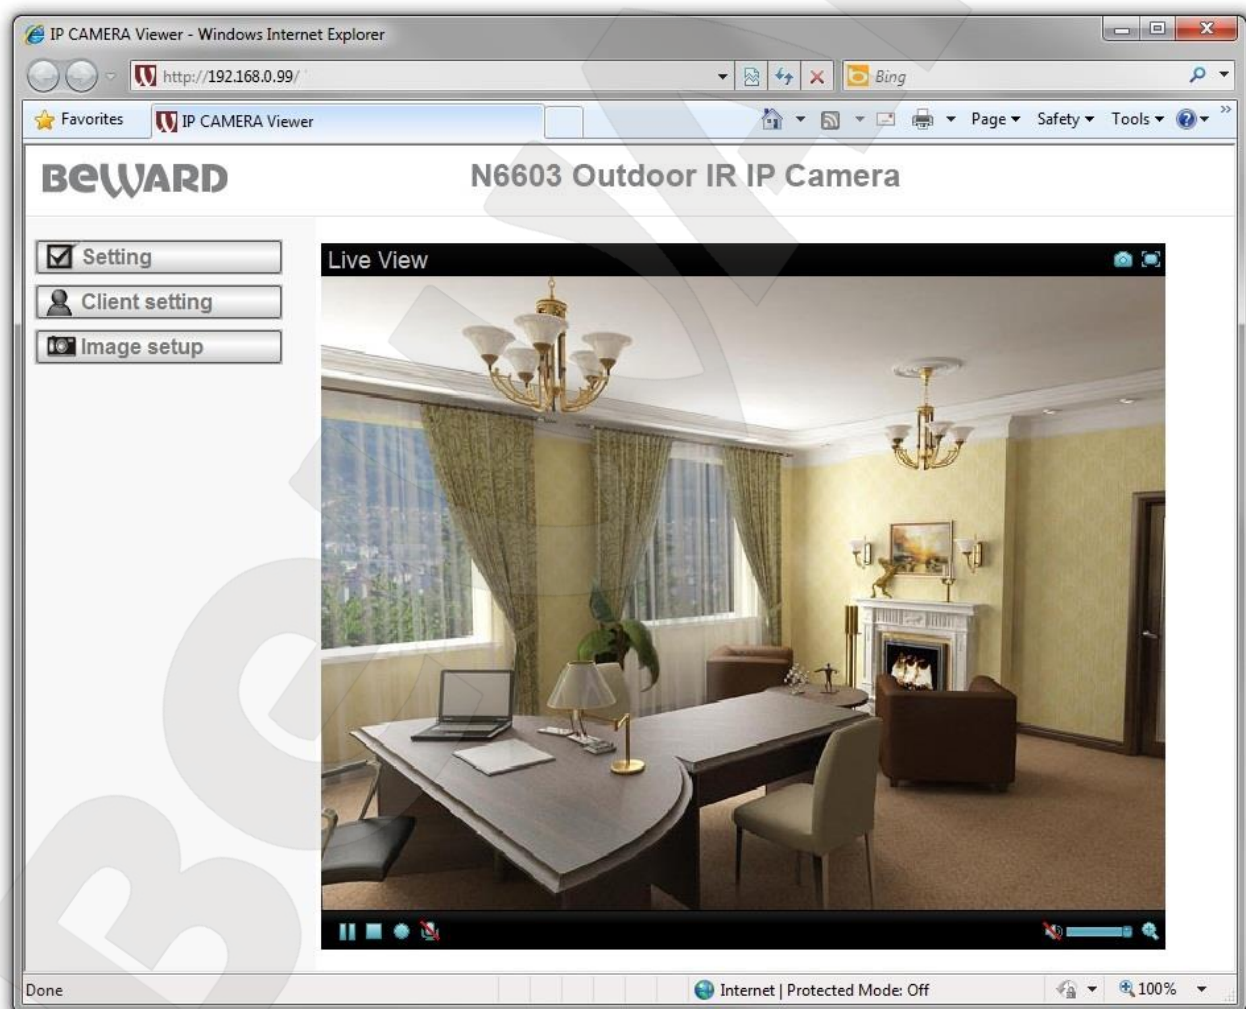 IP CAMERA Viewer - Windows Internet Explorer
http://192.168.0.99/
Bing
Favorites
IP CAMERA Viewer
Page
Safety
Tools
BEWARD
N6603 Outdoor IR IP Camera
Setting
Client setting
Image setup
Live View
Done
Internet | Protected Mode: Off
100%
BEWARD